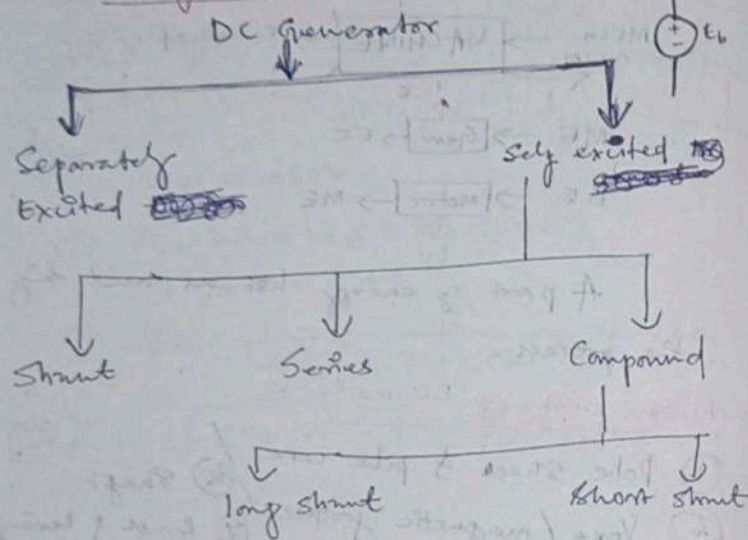 DC Generator
+
-
Eb
Separately
Excited
Self excited
Shunt
Series
Compound
long shunt
Short shunt